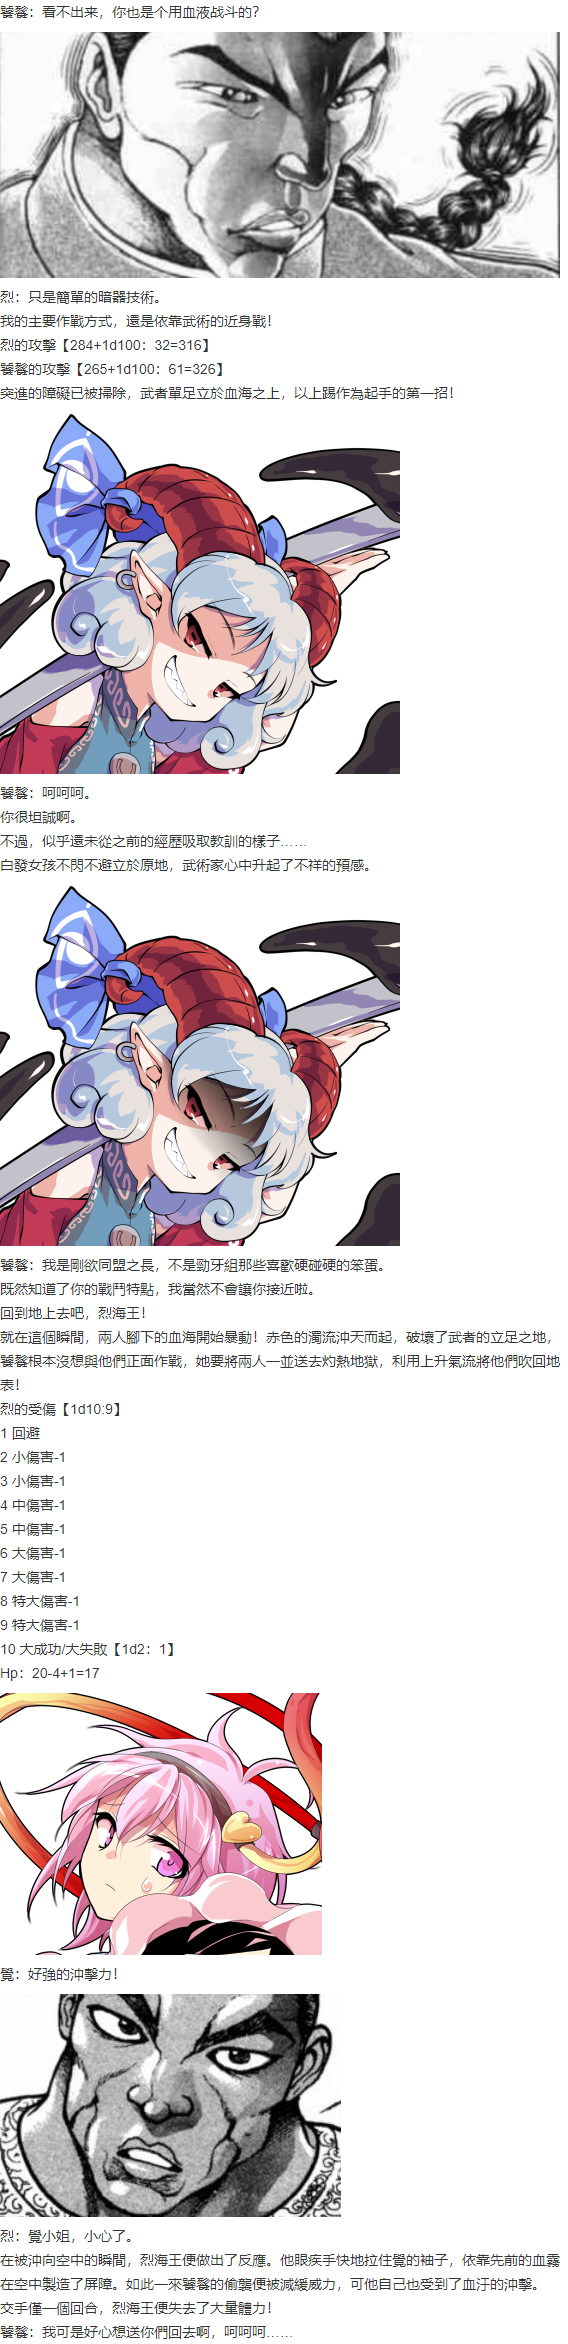 饕餮：看不出来，你也是个用血液战斗的？
烈：只是簡單的暗器技術。
我的主要作戰方式，還是依靠武術的近身戰！
烈的攻擊【284+1d100：32=316】
饕餮的攻擊【265+1d100：61=326】
突進的障礙已被掃除，武者單足立於血海之上，以上踢作為起手的第一招！
饕餮：呵呵呵。
你很坦誠啊。
不過，似乎還未從之前的經歷吸取教訓的樣子……
白發女孩不閃不避立於原地，武術家心中升起了不祥的預感。
饕餮：我是剛欲同盟之長，不是勁牙組那些喜歡硬碰硬的笨蛋。
既然知道了你的戰鬥特點，我當然不會讓你接近啦。
回到地上去吧，烈海王！
就在這個瞬間，兩人腳下的血海開始暴動！赤色的濁流沖天而起，破壞了武者的立足之地，
饕餮根本沒想與他們正面作戰，她要將兩人一並送去灼熱地獄，利用上升氣流將他們吹回地
表！
烈的受傷【1d10:9】
1 回避
2 小傷害-1
3 小傷害-1
4 中傷害-1
5 中傷害-1
6 大傷害-1
7 大傷害-1
8 特大傷害-1
9 特大傷害-1
10 大成功/大失敗【1d2：1】
Hp：20-4+1=17
覺：好強的沖擊力！
烈：覺小姐，小心了。
在被沖向空中的瞬間，烈海王便做出了反應。他眼疾手快地拉住覺的袖子，依靠先前的血霧
在空中製造了屏障。如此一來饕餮的偷襲便被減緩威力，可他自己也受到了血汙的沖擊。
交手僅一個回合，烈海王便失去了大量體力！
饕餮：我可是好心想送你們回去啊，呵呵呵……